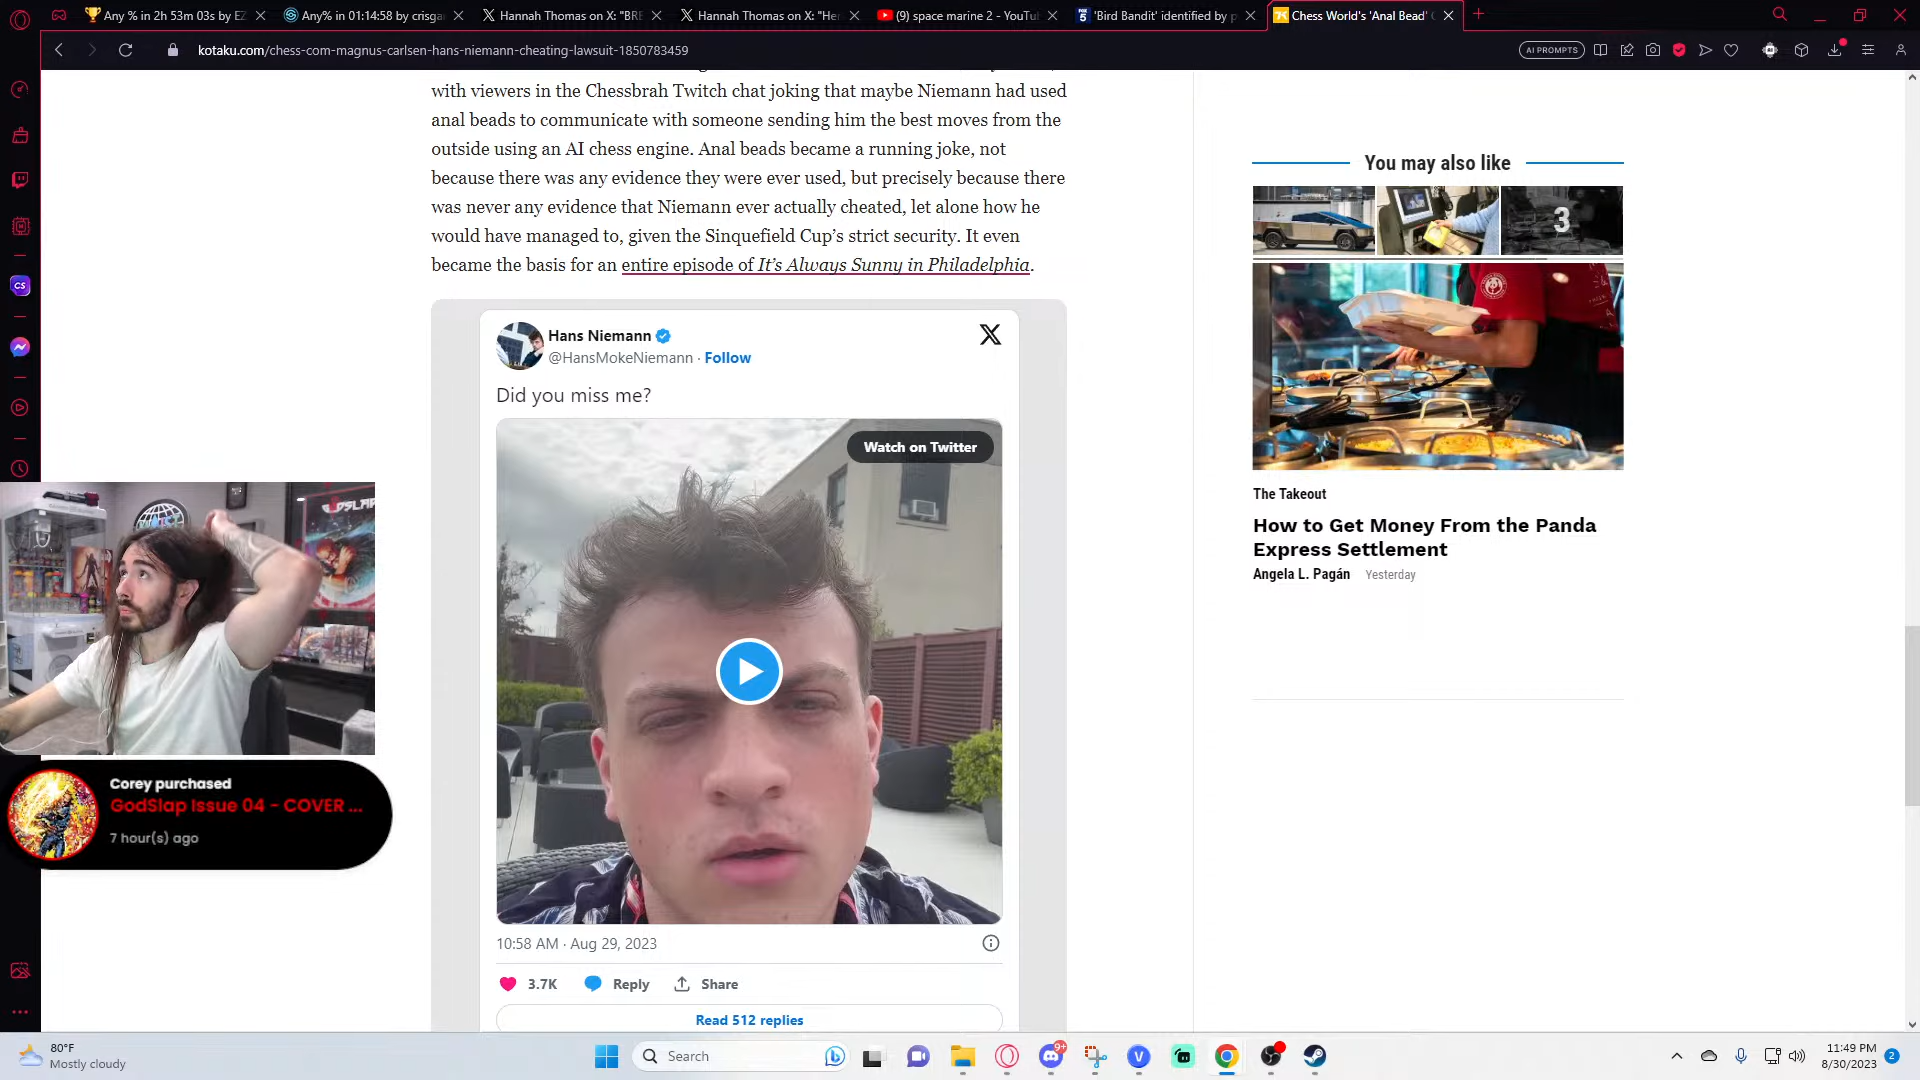 Any % in 2h 53m 03s by EZ
Any% in 01:14:58 by crisga
Hannah Thomas on X: "BRE
Hannah Thomas on X: "Her
(9) space marine 2 - YouTu
'Bird Bandit' identified by p
Chess World's 'Anal Bead'
kotaku.com/chess-com-magnus-carlsen-hans-niemann-cheating-lawsuit-1850783459
AI PROMPTS
with viewers in the Chessbrah Twitch chat joking that maybe Niemann had used
anal beads to communicate with someone sending him the best moves from the
outside using an AI chess engine. Anal beads became a running joke, not
because there was any evidence they were ever used, but precisely because there
was never any evidence that Niemann ever actually cheated, let alone how he
would have managed to, given the Sinquefield Cup's strict security. It even
became the basis for an entire episode of It's Always Sunny in Philadelphia.
Hans Niemann
@HansMokeNiemann · Follow
Did you miss me?
Watch on Twitter
10:58 AM · Aug 29, 2023
3.7K
Reply
Share
Read 512 replies
You may also like
3
The Takeout
How to Get Money From the Panda
Express Settlement
Angela L. Pagán Yesterday
CS
Corey purchased
GodSlap Issue 04 - COVER ...
7 hour(s) ago
80°F
Mostly cloudy
Search
9+
V
11:49 PM
8/30/2023
2